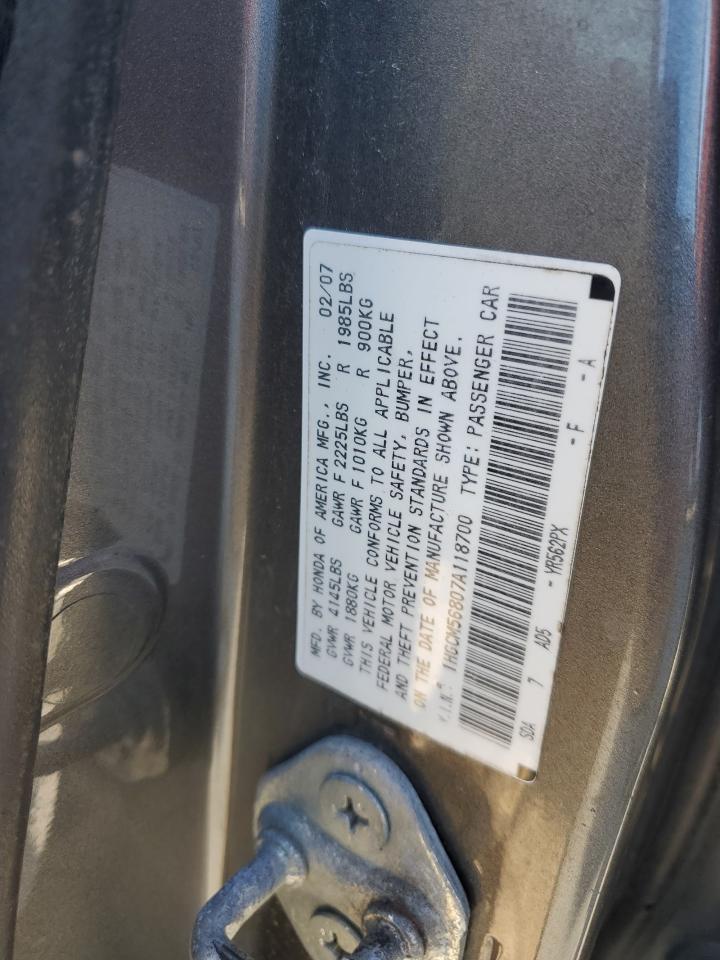 MFD. BY HONDA OF AMERICA MFG., INC. 02/07
GVWR 4145LBS GAWR F 2225LBS R 1985LBS
GVWR 1880KG GAWR F 1010KG R 900KG
THIS VEHICLE CONFORMS TO ALL APPLICABLE
FEDERAL MOTOR VEHICLE SAFETY, BUMPER,
AND THEFT PREVENTION STANDARDS IN EFFECT
ON THE DATE OF MANUFACTURE SHOWN ABOVE.
V.I.N.: 1HGCM56807A118700 TYPE: PASSENGER CAR
SDA 7 AD5 - YR562PX - F - A